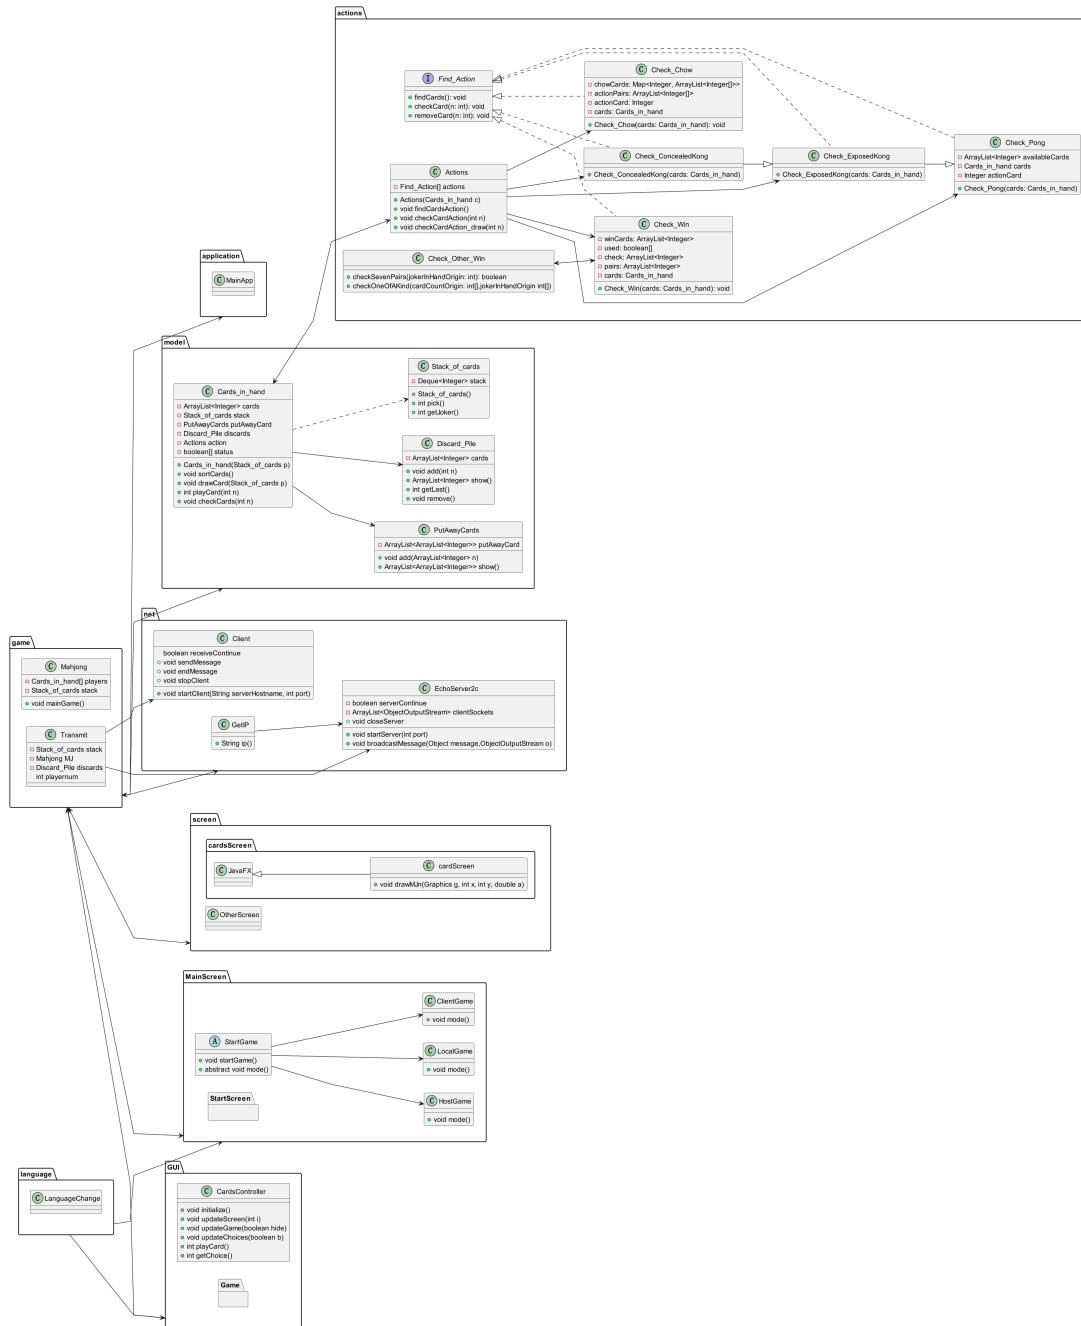 actions
I Find_Action
findCards(): void
checkCard(n: int): void
removeCard(n: int): void
C Check_Chow
chowCards: Map<Integer, ArrayList<Integer[]>>
actionPairs: ArrayList<Integer[]>
actionCard: Integer
cards: Cards_in_hand
Check_Chow(cards: Cards_in_hand): void
C Check_Pong
ArrayList<Integer> availableCards
Cards_in_hand cards
Integer actionCard
Check_Pong(cards: Cards_in_hand)
C Check_ConcealedKong
Check_ConcealedKong(cards: Cards_in_hand)
C Check_ExposedKong
Check_ExposedKong(cards: Cards_in_hand)
C Actions
Find_Action[] actions
Actions(Cards_in_hand c)
void findCardsAction()
void checkCardAction(int n)
void checkCardAction_draw(int n)
C Check_Win
winCards: ArrayList<Integer>
used: boolean[]
check: ArrayList<Integer>
pairs: ArrayList<Integer>
cards: Cards_in_hand
Check_Win(cards: Cards_in_hand): void
C Check_Other_Win
checkSevenPairs(jokerInHandOrigin: int): boolean
checkOneOfAKind(cardCountOrigin: int[],jokerInHandOrigin int[])
application
C MainApp
model
C Cards_in_hand
ArrayList<Integer> cards
Stack_of_cards stack
PutAwayCards putAwayCard
Discard_Pile discards
Actions action
boolean[] status
Cards_in_hand(Stack_of_cards p)
void sortCards()
void drawCard(Stack_of_cards p)
int playCard(int n)
void checkCards(int n)
C Stack_of_cards
Deque<Integer> stack
Stack_of_cards()
int pick()
int getJoker()
C Discard_Pile
ArrayList<Integer> cards
void add(int n)
ArrayList<Integer> show()
int getLast()
void remove()
C PutAwayCards
ArrayList<ArrayList<Integer>> putAwayCard
void add(ArrayList<Integer> n)
ArrayList<ArrayList<Integer>> show()
net
C Client
boolean receiveContinue
void sendMessage
void endMessage
void stopClient
void startClient(String serverHostname, int port)
C GetIP
String ip()
C EchoServer2c
boolean serverContinue
ArrayList<ObjectOutputStream> clientSockets
void closeServer
void startServer(int port)
void broadcastMessage(Object message,ObjectOutputStream o)
game
C Mahjong
Cards_in_hand[] players
Stack_of_cards stack
void mainGame()
C Transmit
Stack_of_cards stack
Mahjong MJ
Discard_Pile discards
int playernum
screen
cardsScreen
C JavaFX
C cardScreen
void drawMJn(Graphics g, int x, int y, double a)
C OtherScreen
MainScreen
A StartGame
void startGame()
abstract void mode()
C ClientGame
void mode()
C LocalGame
void mode()
C HostGame
void mode()
StartScreen
language
C LanguageChange
GUI
C CardsController
void initialize()
void updateScreen(int i)
void updateGame(boolean hide)
void updateChoices(boolean b)
int playCard()
int getChoice()
Game